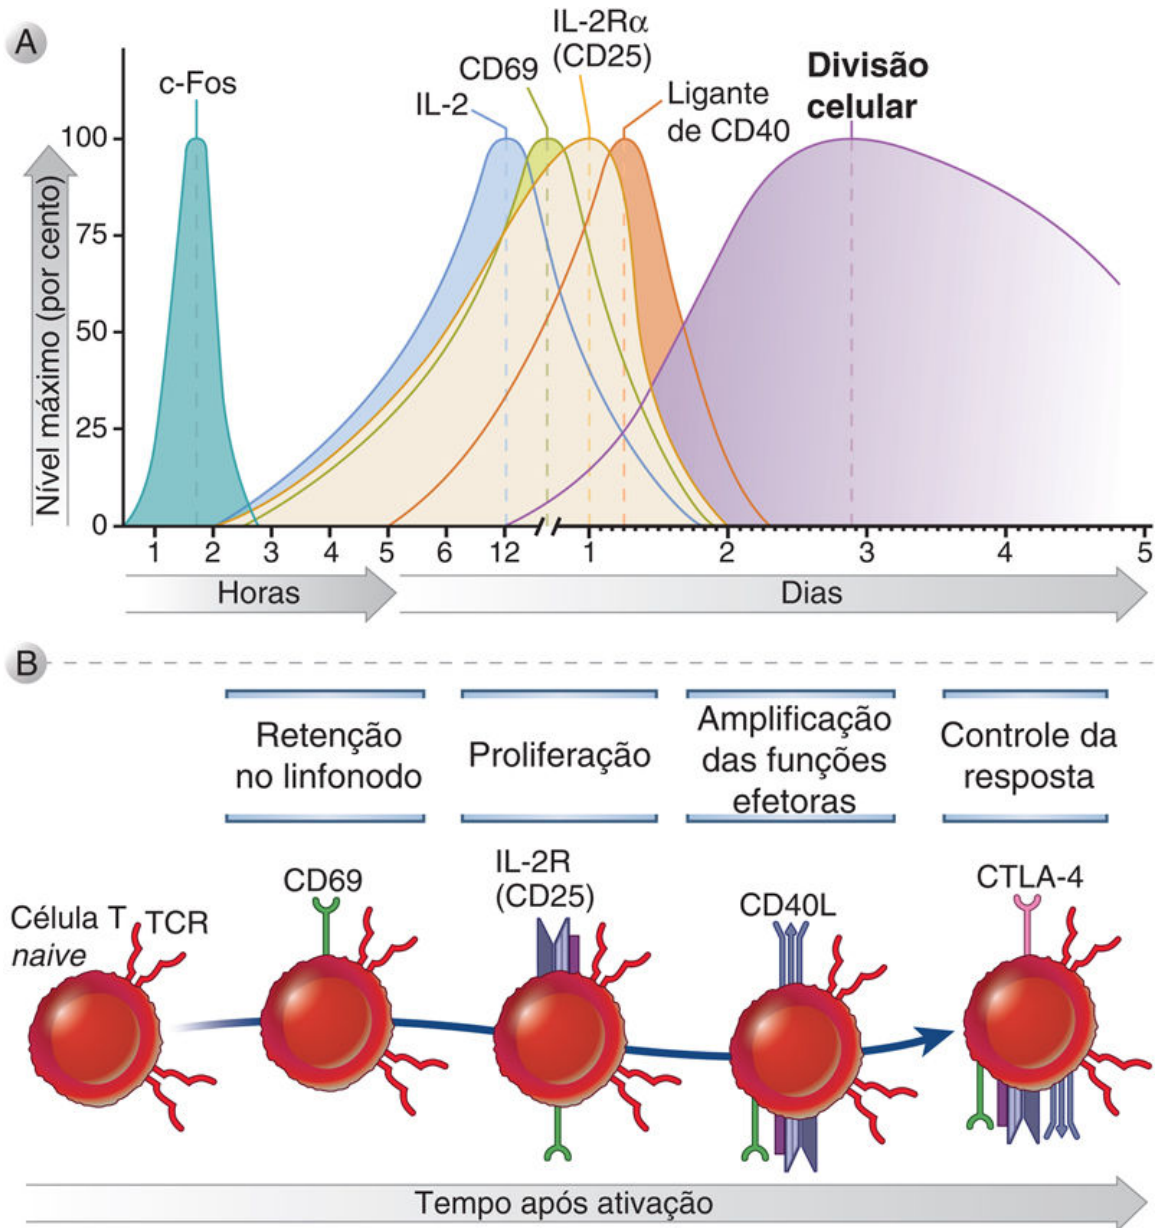 A
c-Fos
IL-2
CD69
IL-2Rα
(CD25)
Ligante
de CD40
Divisão
celular
Nível máximo (por cento)
100
75
50
25
0
1 2 3 4 5 6 12 1 2 3 4 5
Horas
Dias
B
Retenção
no linfonodo
Proliferação
Amplificação
das funções
efetoras
Controle da
resposta
Célula T
naive
TCR
CD69
IL-2R
(CD25)
CD40L
CTLA-4
Tempo após ativação